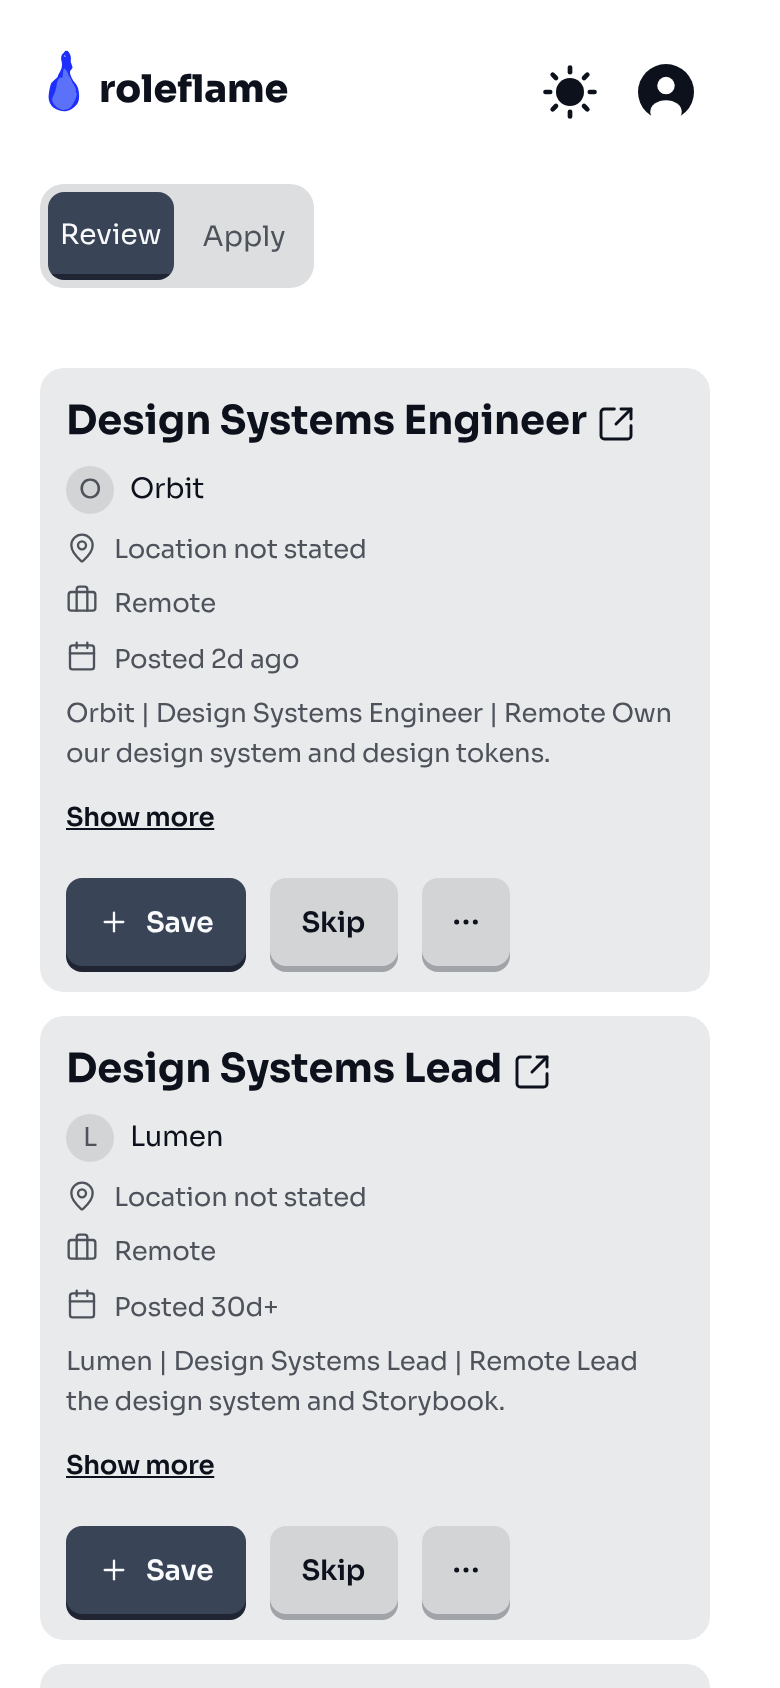 roleflame
Review
Apply
Design Systems Engineer
O
Orbit
Location not stated
Remote
Posted 2d ago
Orbit | Design Systems Engineer | Remote Own
our design system and design tokens.
Show more
+ Save
Skip
...
Design Systems Lead
L
Lumen
Location not stated
Remote
Posted 30d+
Lumen | Design Systems Lead | Remote Lead
the design system and Storybook.
Show more
+ Save
Skip
...